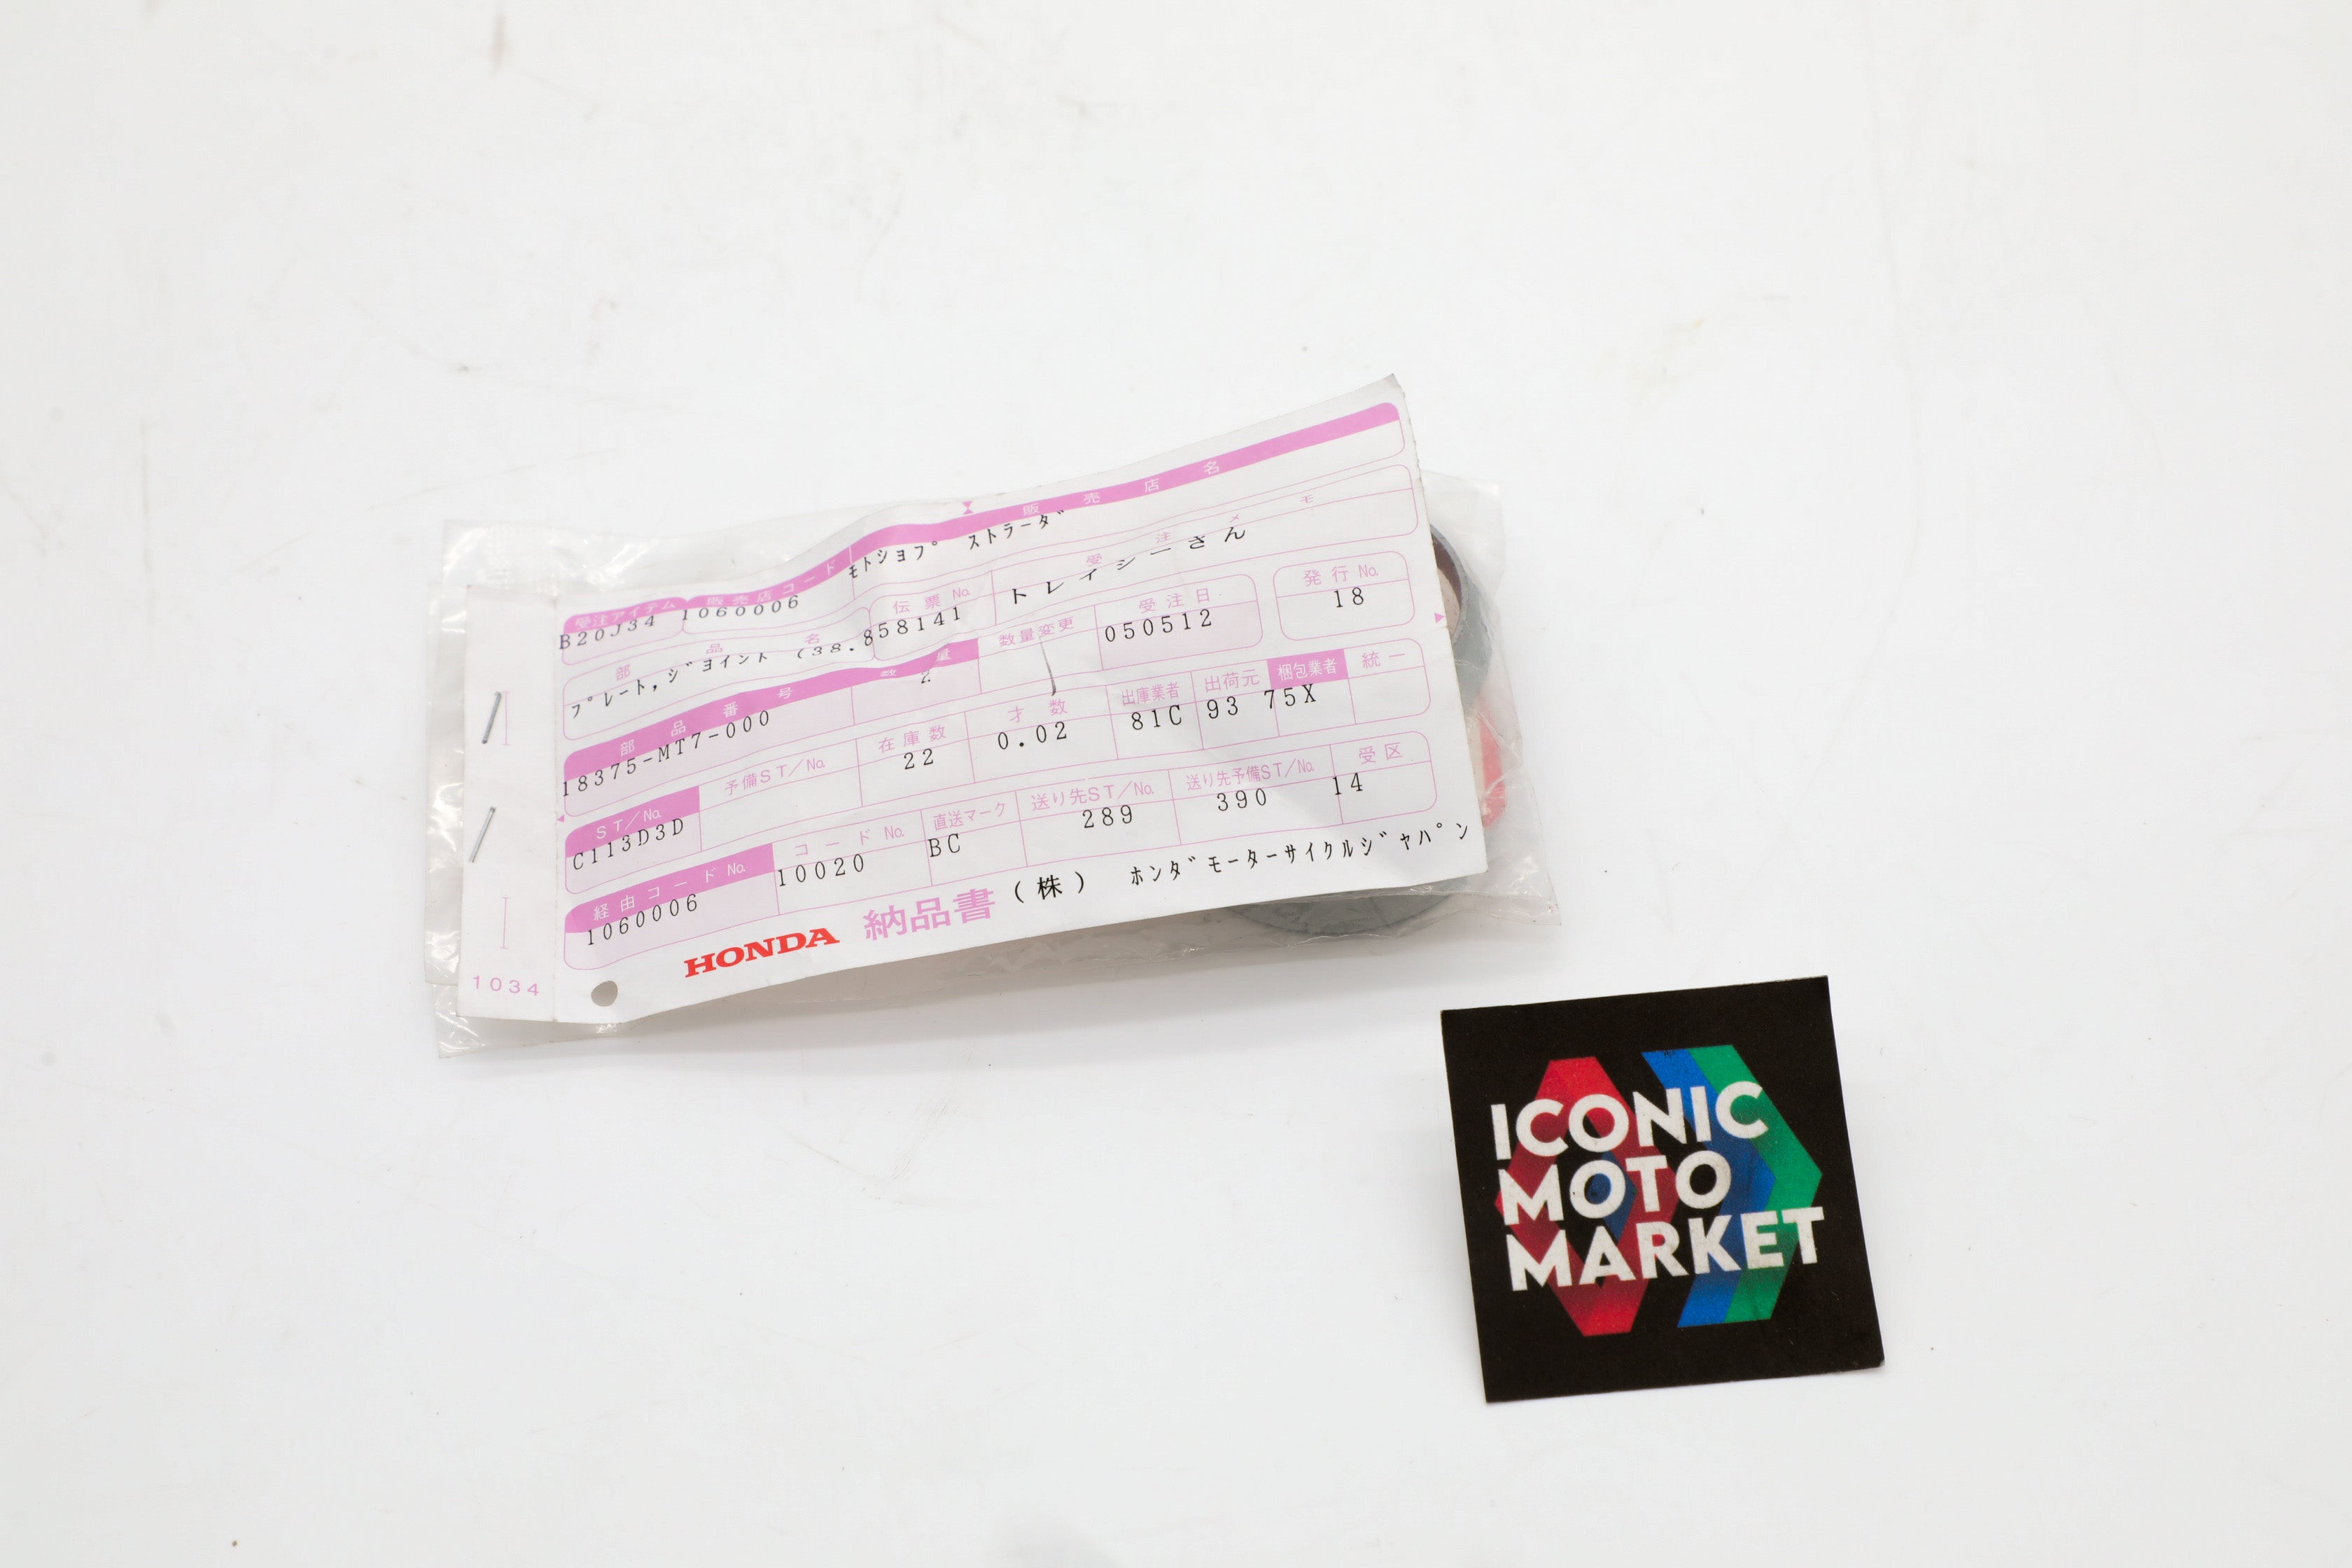 販売店名
受注アイテム 販売店コード モトショプ ストラーダ
B20J34 1060006
受注メモ
部品名 伝票No. トレイシーさん
プレート,ジヨイント (38. 858141
数量変更 受注日 発行No.
050512 18
部品番号 数量
18375-MT7-000 2
ST/No. 予備ST/No. 在庫数 才数 出庫業者 出荷元 梱包業者 統一
C113D3D 22 0.02 81C 93 75X
経由コードNo. コードNo. 直送マーク 送り先ST/No. 送り先予備ST/No. 受区
1060006 10020 BC 289 390 14
HONDA 納品書 (株) ホンダモーターサイクルジャパン
1034
ICONIC
MOTO
MARKET